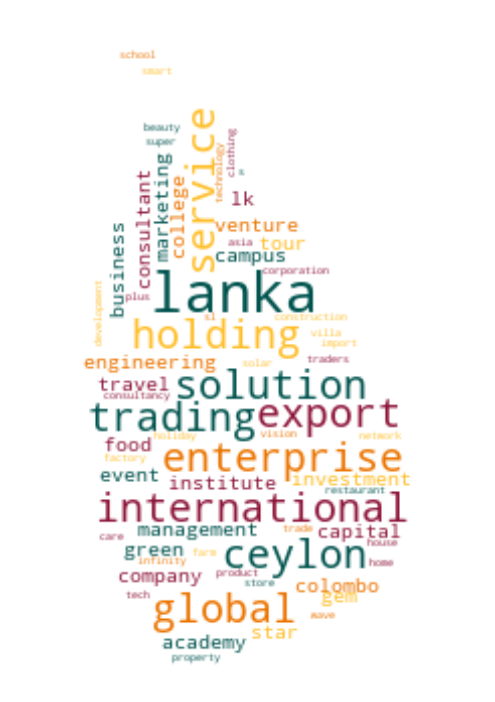 school
smart
beauty
super
service
clothing
technology
s
marketing
consultant
college
lk
business
venture
asia tour
campus
corporation
plus
lanka
development
sl construction
holding villa
import
engineering solar traders
travel solution
consultancy
trading export
food holiday vision network
factory enterprise
event institute investment
restaurant
international
care management trade capital
green farm ceylon house
infinity home
company product
store colombo
tech gem
global wave
star
academy
property